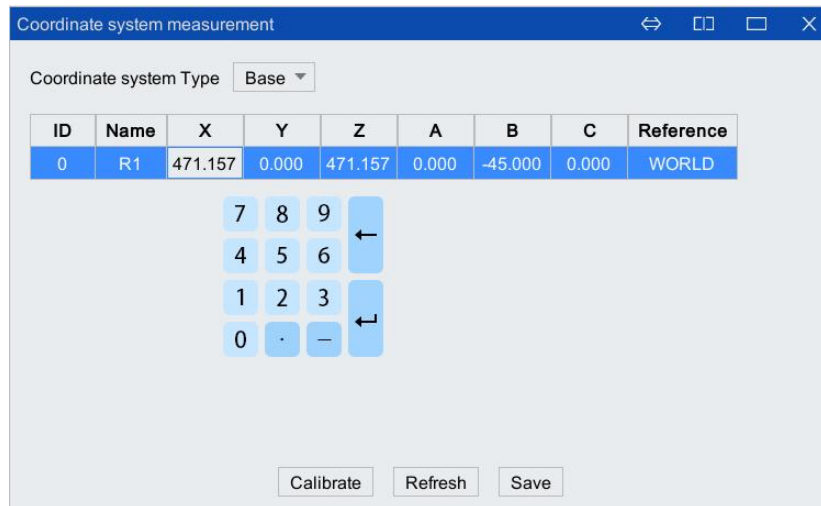 Coordinate system measurement
Coordinate system Type Base
ID Name X Y Z A B C Reference
0 R1 471.157 0.000 471.157 0.000 -45.000 0.000 WORLD
7 8 9 ←
4 5 6
1 2 3 ↵
0 · −
Calibrate Refresh Save